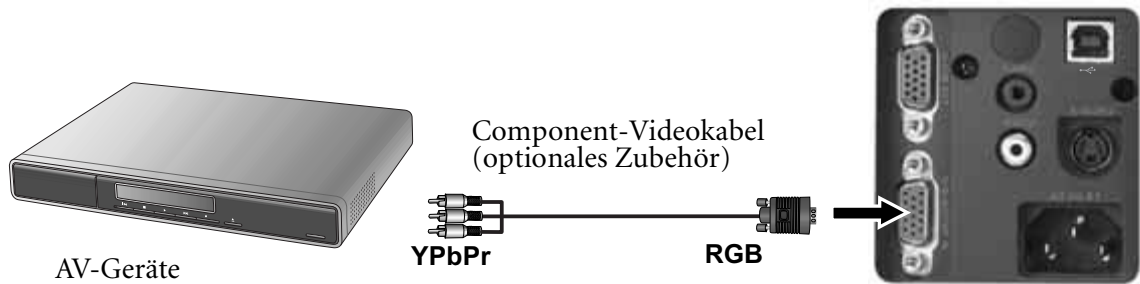 Component-Videokabel
(optionales Zubehör)
YPbPr
RGB
AV-Geräte